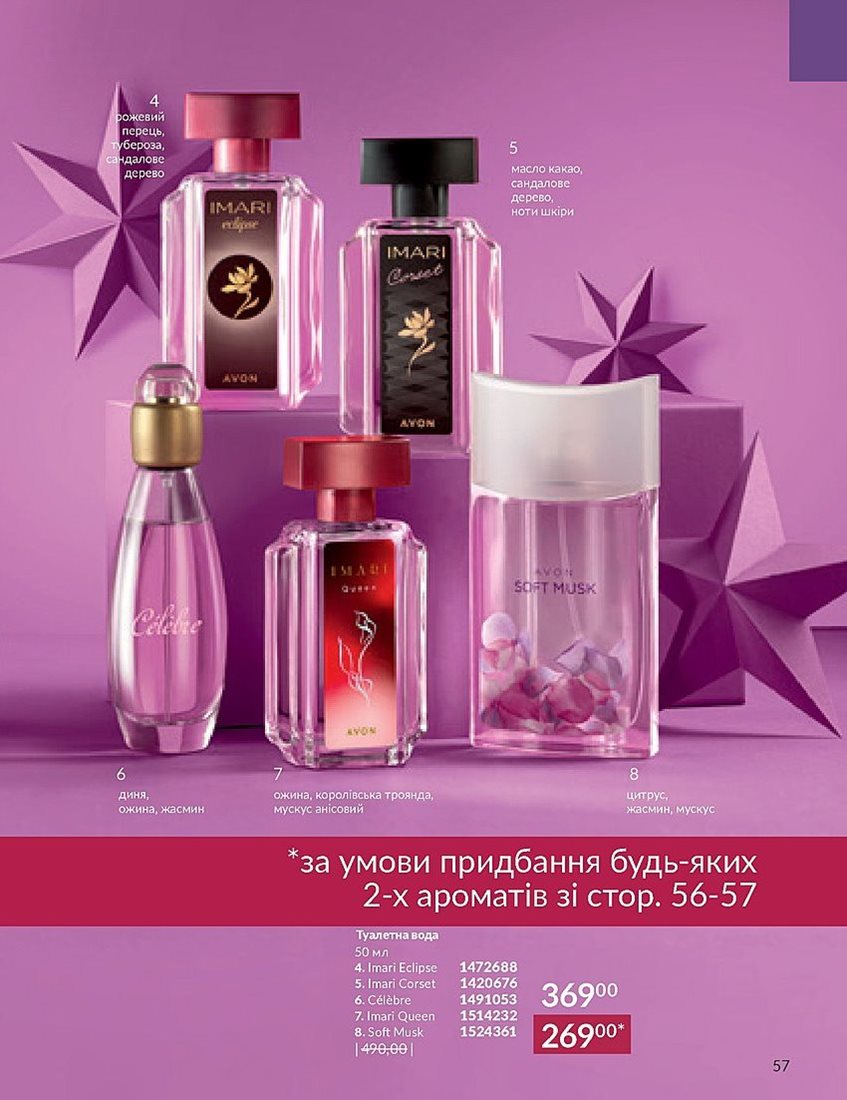 4
рожевий
перець,
тубероза,
сандалове
дерево
5
масло какао,
сандалове
дерево,
ноти шкіри
IMARI
eclipse
AVON
IMARI
Corset
AVON
Célèbre
IMARI
Queen
AVON
AVON
SOFT MUSK
6
диня,
ожина, жасмин
7
ожина, королівська троянда,
мускус анісовий
8
цитрус,
жасмин, мускус
*за умови придбання будь-яких
2-х ароматів зі стор. 56-57
Туалетна вода
50 мл
4. Imari Eclipse 1472688
5. Imari Corset 1420676
6. Célèbre 1491053
7. Imari Queen 1514232
8. Soft Musk 1524361
| 490,00 |
369⁰⁰
269⁰⁰*
57